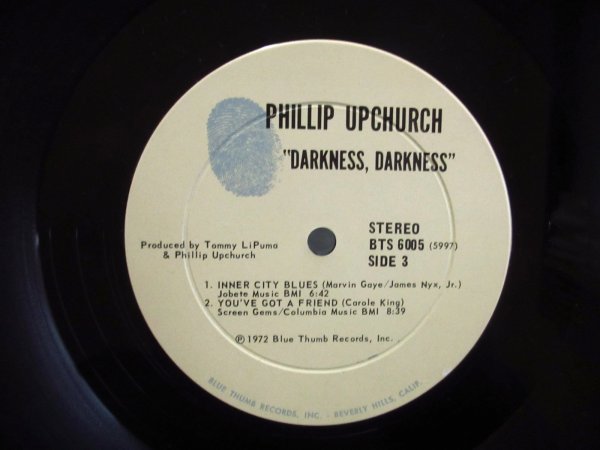 PHILLIP UPCHURCH
"DARKNESS, DARKNESS"
Produced by Tommy LiPuma
& Phillip Upchurch
STEREO
BTS 6005 (5997)
SIDE 3
1. INNER CITY BLUES (Marvin Gaye/James Nyx, Jr.)
Jobete Music BMI 6:42
2. YOU'VE GOT A FRIEND (Carole King)
Screen Gems/Columbia Music BMI 8:39
℗ 1972 Blue Thumb Records, Inc.
BLUE THUMB RECORDS, INC. - BEVERLY HILLS, CALIF.